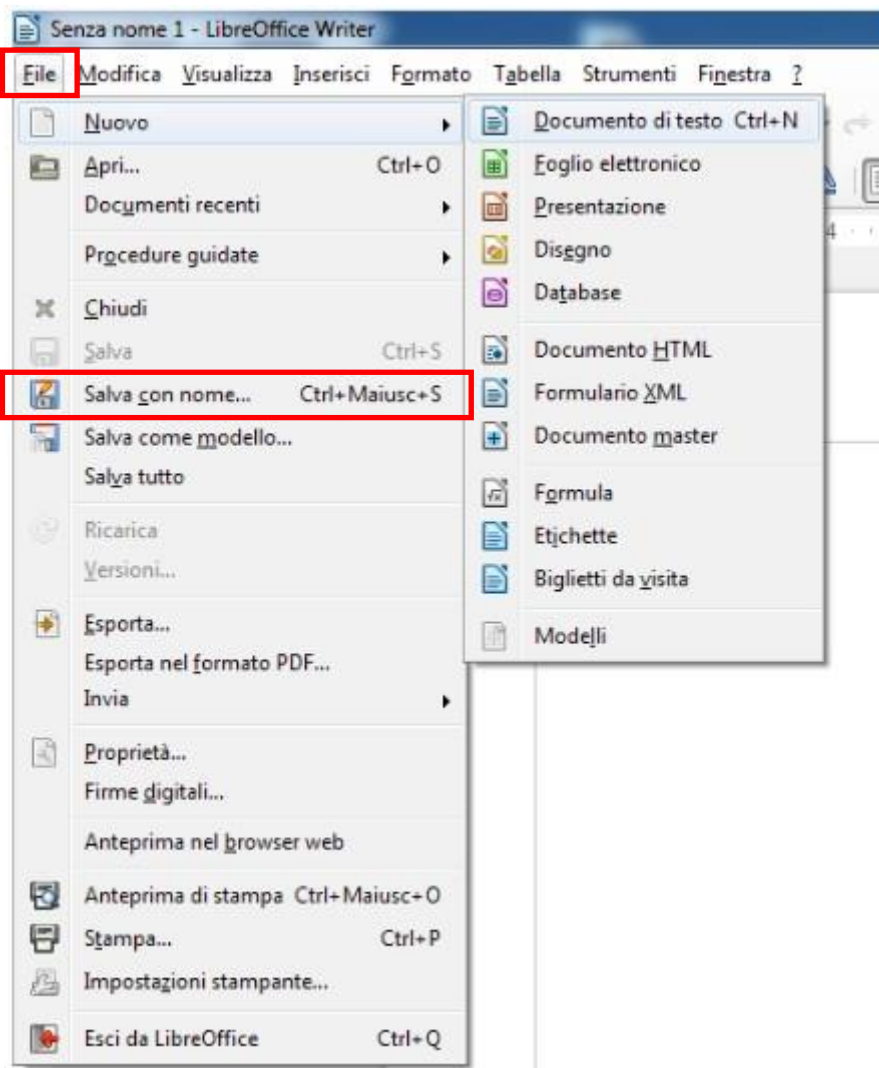 Senza nome 1 - LibreOffice Writer
File Modifica Visualizza Inserisci Formato Tabella Strumenti Finestra ?
Nuovo
Apri... Ctrl+O
Documenti recenti
Procedure guidate
Chiudi
Salva Ctrl+S
Salva con nome... Ctrl+Maiusc+S
Salva come modello...
Salva tutto
Ricarica
Versioni...
Esporta...
Esporta nel formato PDF...
Invia
Proprietà...
Firme digitali...
Anteprima nel browser web
Anteprima di stampa Ctrl+Maiusc+O
Stampa... Ctrl+P
Impostazioni stampante...
Esci da LibreOffice Ctrl+Q
Documento di testo Ctrl+N
Foglio elettronico
Presentazione
Disegno
Database
Documento HTML
Formulario XML
Documento master
Formula
Etichette
Biglietti da visita
Modelli
4